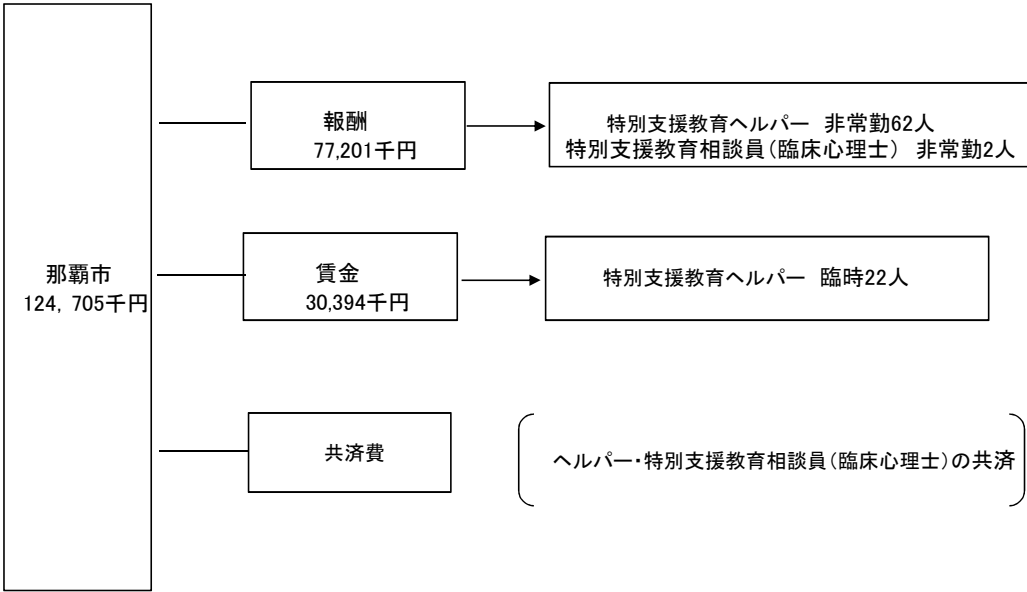 報酬
77,201千円
特別支援教育ヘルパー 非常勤62人
特別支援教育相談員(臨床心理士) 非常勤2人
那覇市
124, 705千円
賃金
30,394千円
特別支援教育ヘルパー 臨時22人
共済費
ヘルパー・特別支援教育相談員(臨床心理士)の共済